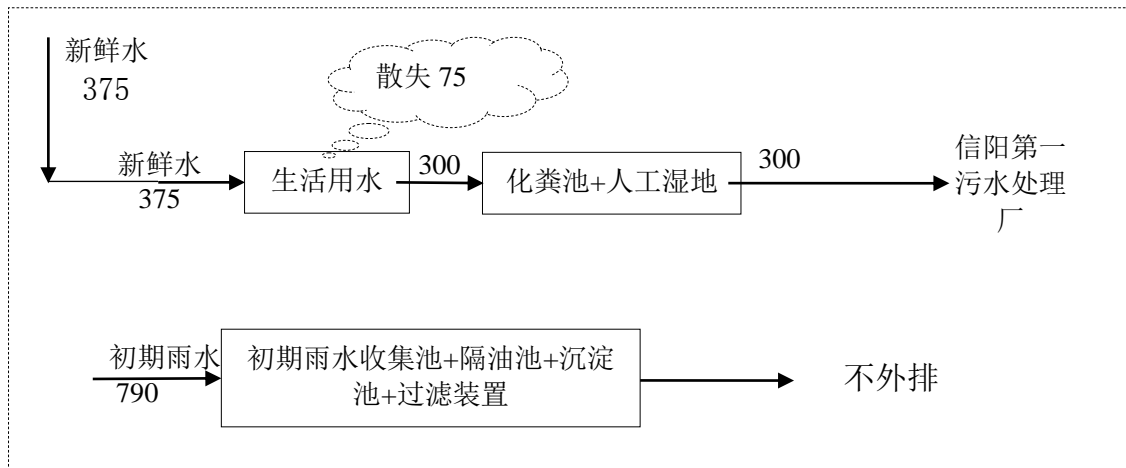 新鲜水
375
散失 75
新鲜水
375
生活用水
300
化粪池+人工湿地
300
信阳第一
污水处理
厂
初期雨水
790
初期雨水收集池+隔油池+沉淀
池+过滤装置
不外排